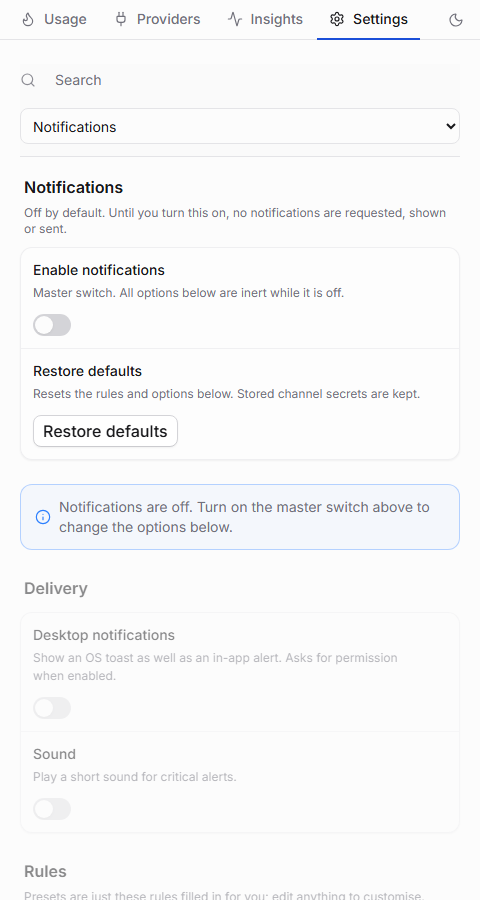 Usage Providers Insights Settings
Search
Notifications
Notifications
Off by default. Until you turn this on, no notifications are requested, shown
or sent.
Enable notifications
Master switch. All options below are inert while it is off.
Restore defaults
Resets the rules and options below. Stored channel secrets are kept.
Restore defaults
Notifications are off. Turn on the master switch above to
change the options below.
Delivery
Desktop notifications
Show an OS toast as well as an in-app alert. Asks for permission
when enabled.
Sound
Play a short sound for critical alerts.
Rules
Presets are just these rules filled in for you; edit anything to customise.